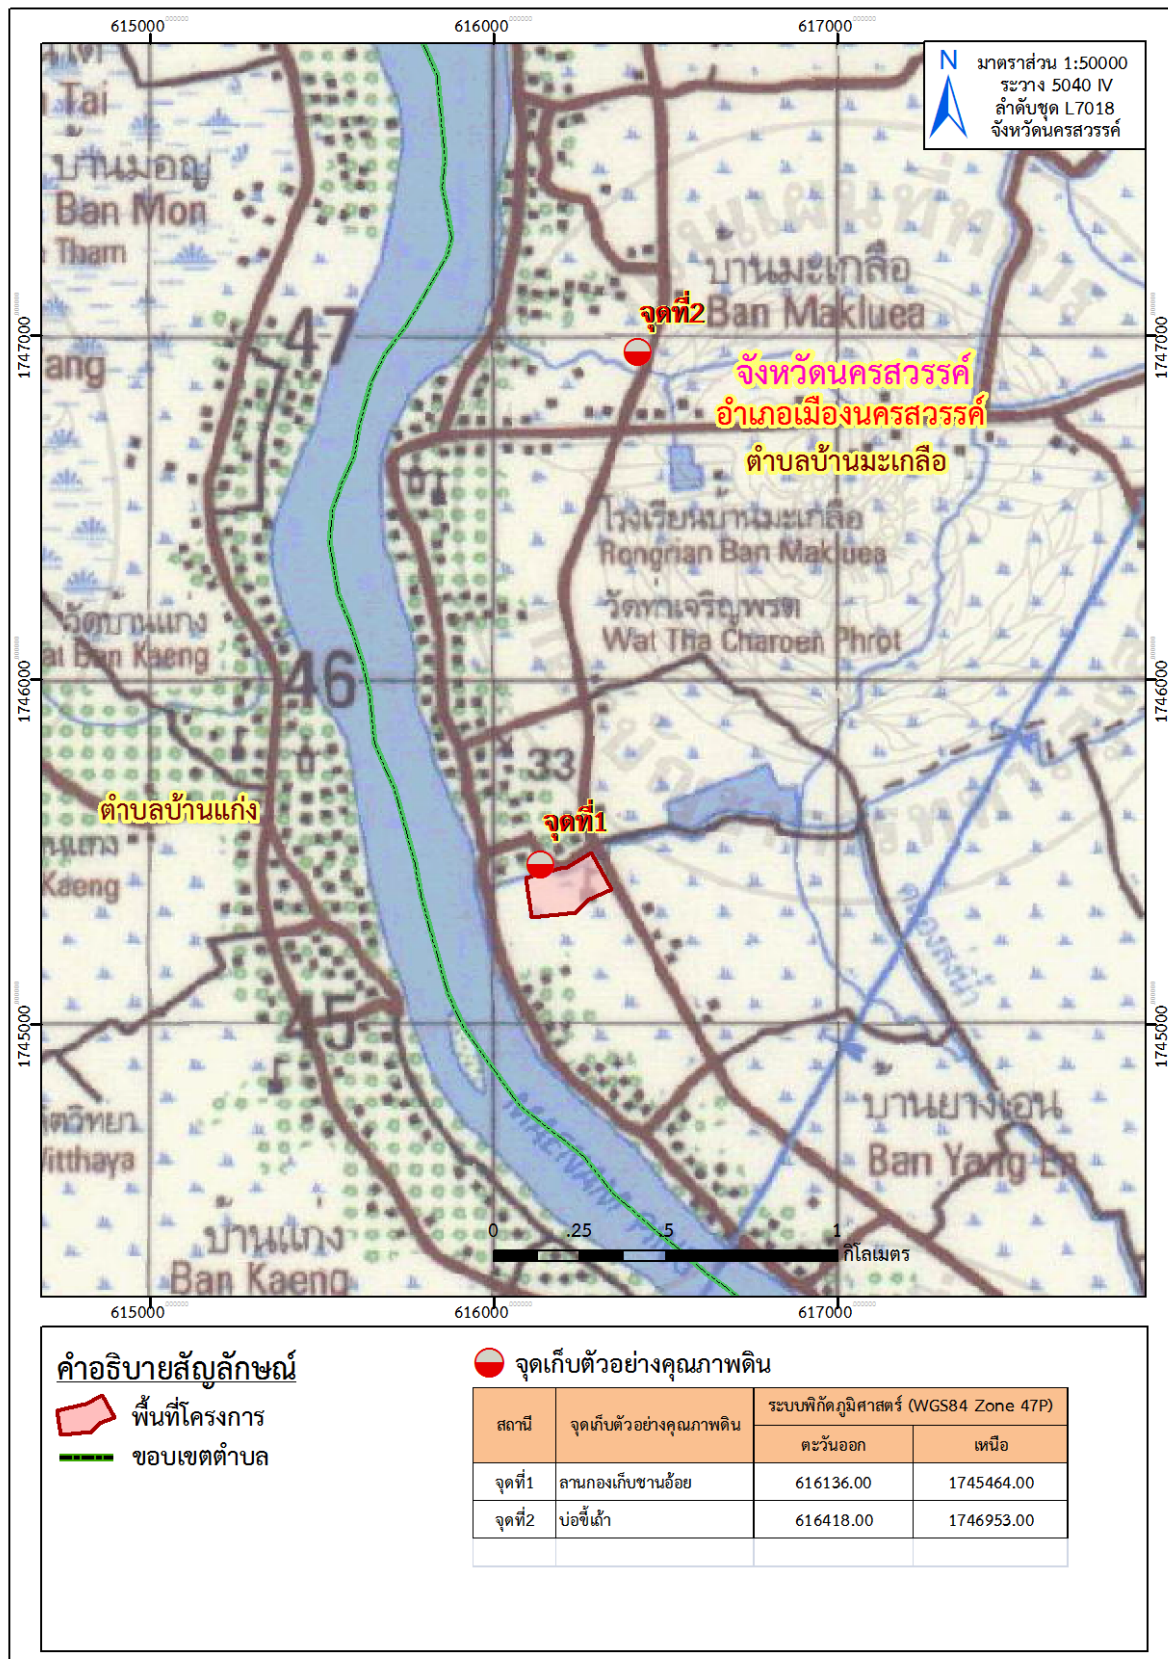 615000 616000 617000
N
มาตราส่วน 1:50000
ระวาง 5040 IV
ลำดับชุด L7018
จังหวัดนครสวรรค์
Tai
บ้านมอญ
Ban Mon
Tham
บ้านมะเกลือ
Ban Makluea
จุดที่2
47
1747000
1747000
ang
จังหวัดนครสวรรค์
อำเภอเมืองนครสวรรค์
ตำบลบ้านมะเกลือ
โรงเรียนบ้านมะเกลือ
Rongrian Ban Makluea
วัดท่าเจริญพรต
Wat Tha Charoen Phrot
วัดบ้านแก่ง
at Ban Kaeng
46
1746000
1746000
33
ตำบลบ้านแก่ง
จุดที่1
Kaeng
45
1745000
1745000
บ้านยางเอน
Ban Yang En
วิทยา
Witthaya
MAENAM PING
บ้านแก่ง
Ban Kaeng
0 .25 .5 1
กิโลเมตร
615000 616000 617000
คำอธิบายสัญลักษณ์
พื้นที่โครงการ
ขอบเขตตำบล
จุดเก็บตัวอย่างคุณภาพดิน
สถานี จุดเก็บตัวอย่างคุณภาพดิน ระบบพิกัดภูมิศาสตร์ (WGS84 Zone 47P)
ตะวันออก เหนือ
จุดที่1 ลานกองเก็บชานอ้อย 616136.00 1745464.00
จุดที่2 บ่อขี้เถ้า 616418.00 1746953.00